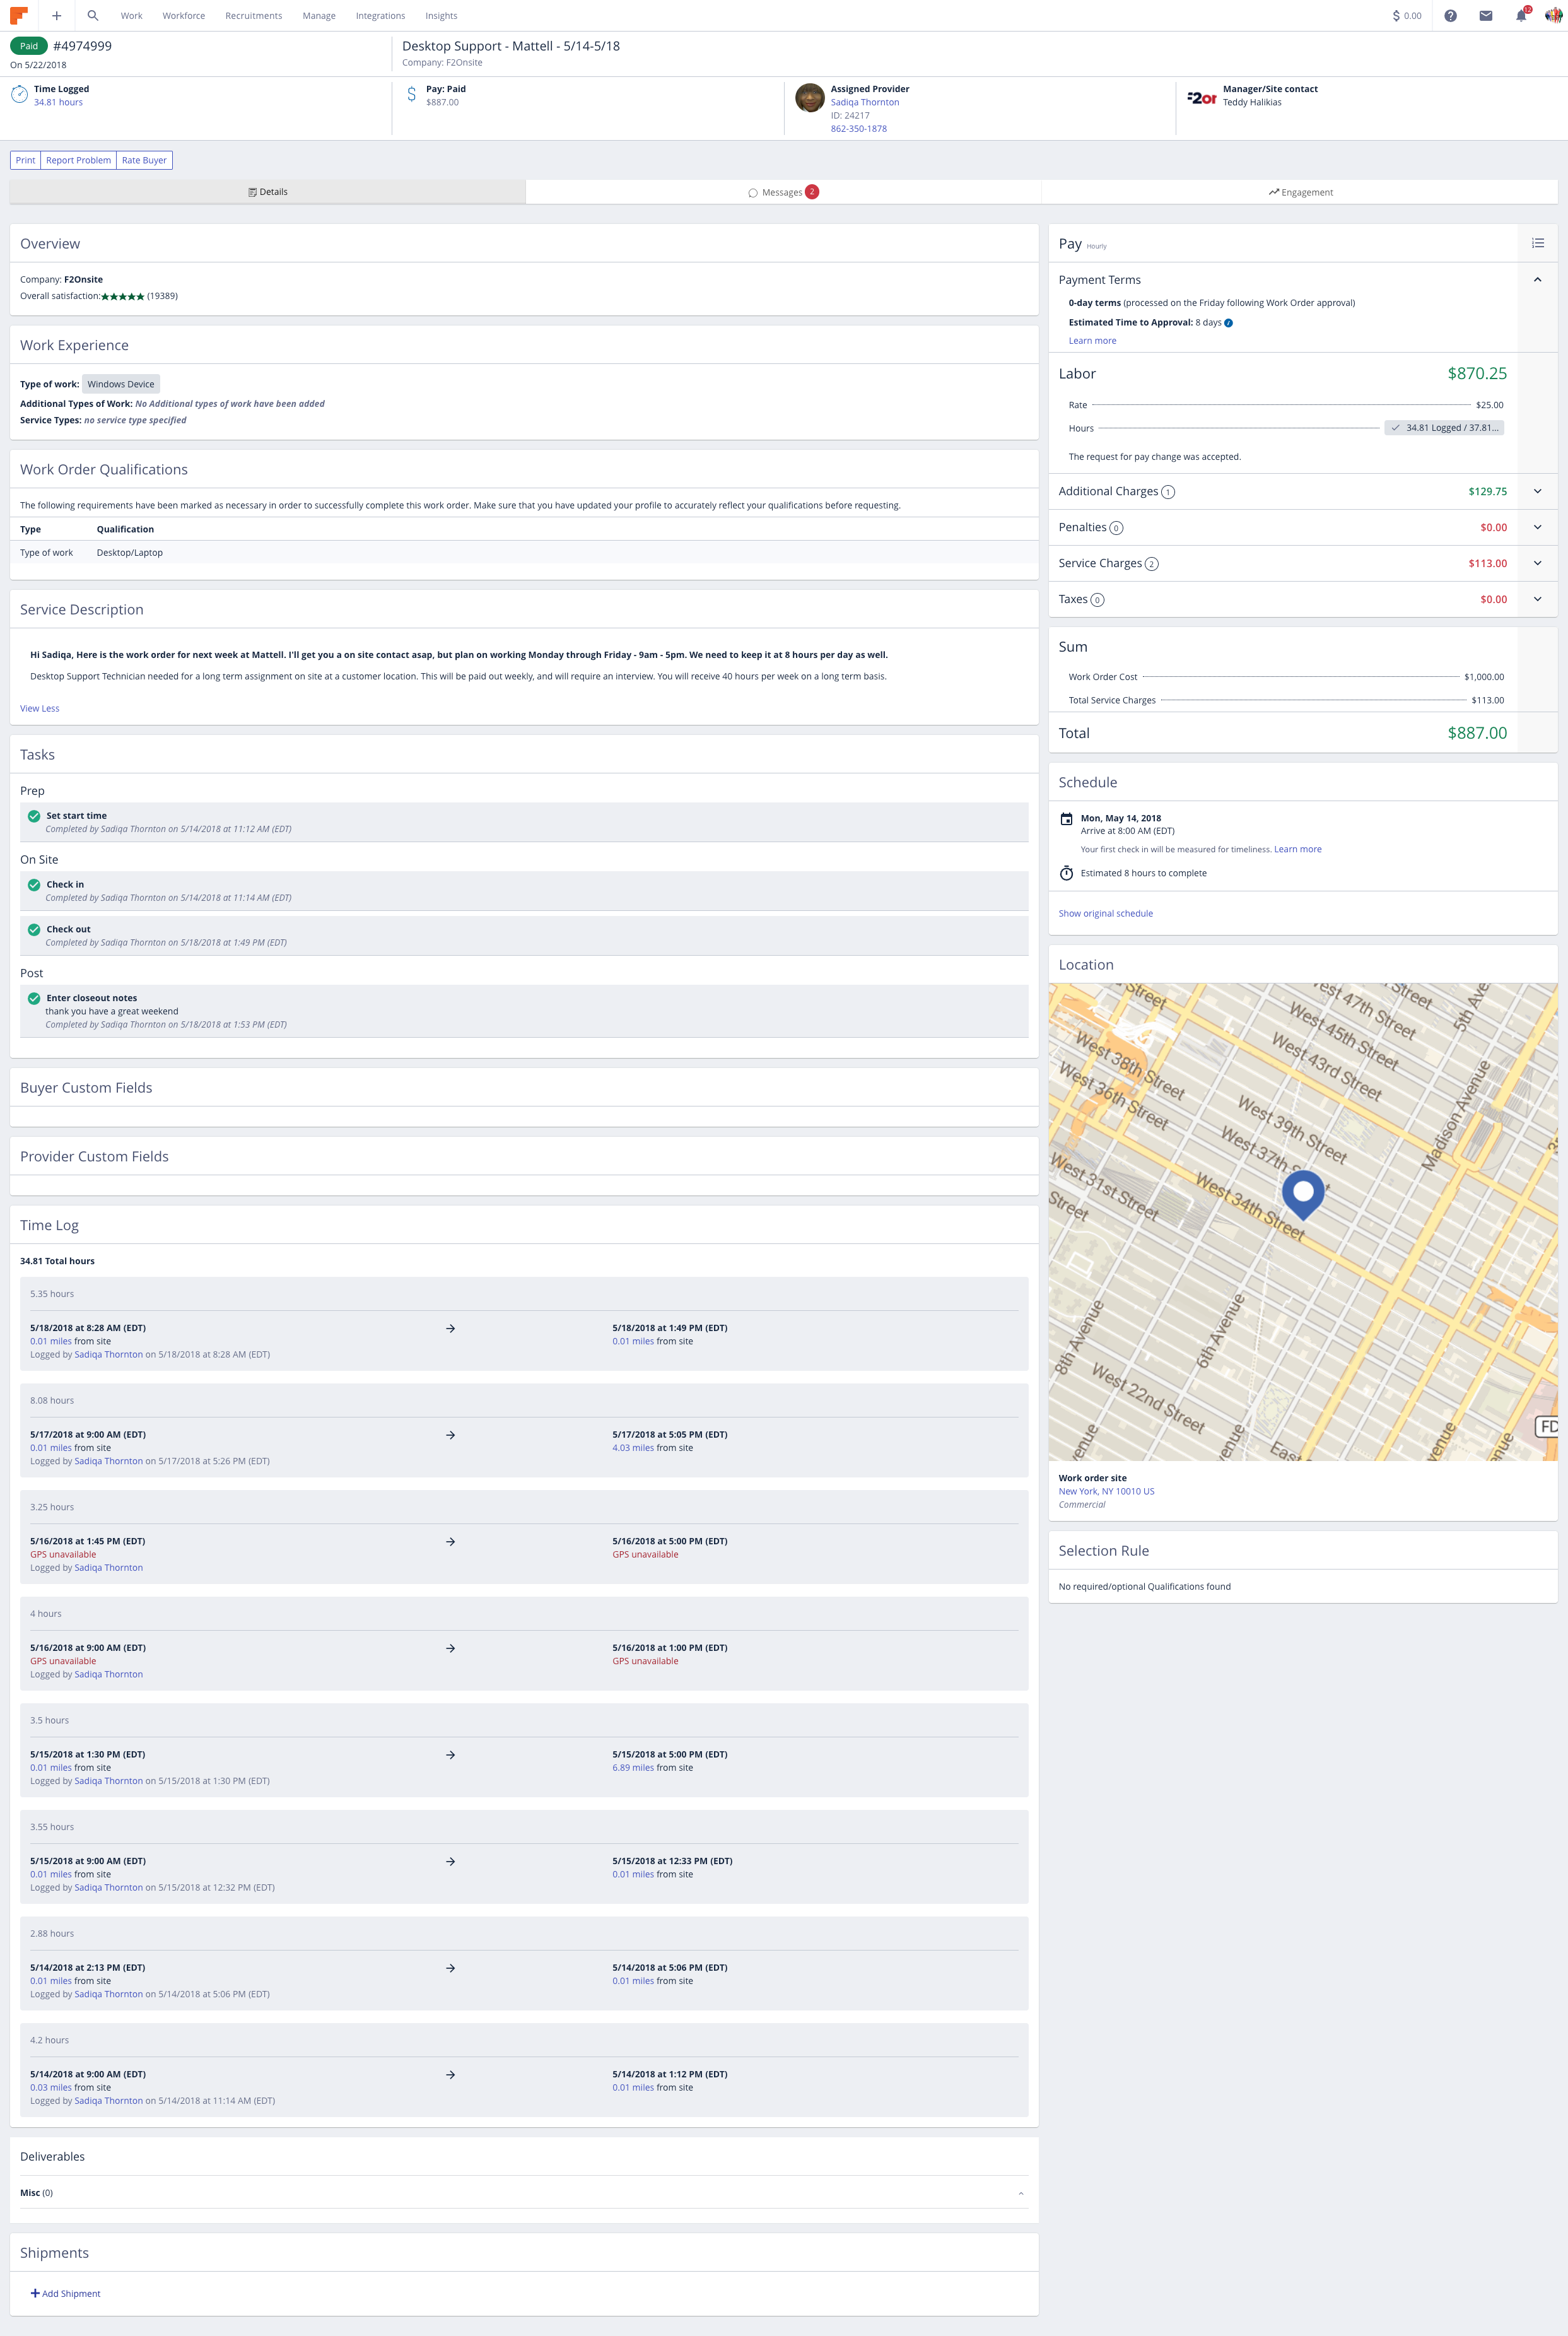 Work Workforce Recruitments Manage Integrations Insights $ 0.00 12
Paid #4974999
On 5/22/2018
Desktop Support - Mattell - 5/14-5/18
Company: F2Onsite
Time Logged
34.81 hours
Pay: Paid
$887.00
Assigned Provider
Sadiqa Thornton
ID: 24217
862-350-1878
Manager/Site contact
Teddy Halikias
Print Report Problem Rate Buyer
Details Messages 2 Engagement
Overview
Company: F2Onsite
Overall satisfaction:★★★★★ (19389)
Work Experience
Type of work: Windows Device
Additional Types of Work: No Additional types of work have been added
Service Types: no service type specified
Work Order Qualifications
The following requirements have been marked as necessary in order to successfully complete this work order. Make sure that you have updated your profile to accurately reflect your qualifications before requesting.
Type Qualification
Type of work Desktop/Laptop
Service Description
Hi Sadiqa, Here is the work order for next week at Mattell. I'll get you a on site contact asap, but plan on working Monday through Friday - 9am - 5pm. We need to keep it at 8 hours per day as well.
Desktop Support Technician needed for a long term assignment on site at a customer location. This will be paid out weekly, and will require an interview. You will receive 40 hours per week on a long term basis.
View Less
Tasks
Prep
Set start time
Completed by Sadiqa Thornton on 5/14/2018 at 11:12 AM (EDT)
On Site
Check in
Completed by Sadiqa Thornton on 5/14/2018 at 11:14 AM (EDT)
Check out
Completed by Sadiqa Thornton on 5/18/2018 at 1:49 PM (EDT)
Post
Enter closeout notes
thank you have a great weekend
Completed by Sadiqa Thornton on 5/18/2018 at 1:53 PM (EDT)
Buyer Custom Fields
Provider Custom Fields
Time Log
34.81 Total hours
5.35 hours
5/18/2018 at 8:28 AM (EDT) → 5/18/2018 at 1:49 PM (EDT)
0.01 miles from site 0.01 miles from site
Logged by Sadiqa Thornton on 5/18/2018 at 8:28 AM (EDT)
8.08 hours
5/17/2018 at 9:00 AM (EDT) → 5/17/2018 at 5:05 PM (EDT)
0.01 miles from site 4.03 miles from site
Logged by Sadiqa Thornton on 5/17/2018 at 5:26 PM (EDT)
3.25 hours
5/16/2018 at 1:45 PM (EDT) → 5/16/2018 at 5:00 PM (EDT)
GPS unavailable GPS unavailable
Logged by Sadiqa Thornton
4 hours
5/16/2018 at 9:00 AM (EDT) → 5/16/2018 at 1:00 PM (EDT)
GPS unavailable GPS unavailable
Logged by Sadiqa Thornton
3.5 hours
5/15/2018 at 1:30 PM (EDT) → 5/15/2018 at 5:00 PM (EDT)
0.01 miles from site 6.89 miles from site
Logged by Sadiqa Thornton on 5/15/2018 at 1:30 PM (EDT)
3.55 hours
5/15/2018 at 9:00 AM (EDT) → 5/15/2018 at 12:33 PM (EDT)
0.01 miles from site 0.01 miles from site
Logged by Sadiqa Thornton on 5/15/2018 at 12:32 PM (EDT)
2.88 hours
5/14/2018 at 2:13 PM (EDT) → 5/14/2018 at 5:06 PM (EDT)
0.01 miles from site 0.01 miles from site
Logged by Sadiqa Thornton on 5/14/2018 at 5:06 PM (EDT)
4.2 hours
5/14/2018 at 9:00 AM (EDT) → 5/14/2018 at 1:12 PM (EDT)
0.03 miles from site 0.01 miles from site
Logged by Sadiqa Thornton on 5/14/2018 at 11:14 AM (EDT)
Deliverables
Misc (0)
Shipments
Add Shipment
Pay Hourly
Payment Terms
0-day terms (processed on the Friday following Work Order approval)
Estimated Time to Approval: 8 days
Learn more
Labor $870.25
Rate $25.00
Hours 34.81 Logged / 37.81...
The request for pay change was accepted.
Additional Charges 1 $129.75
Penalties 0 $0.00
Service Charges 2 $113.00
Taxes 0 $0.00
Sum
Work Order Cost $1,000.00
Total Service Charges $113.00
Total $887.00
Schedule
Mon, May 14, 2018
Arrive at 8:00 AM (EDT)
Your first check in will be measured for timeliness. Learn more
Estimated 8 hours to complete
Show original schedule
Location
Street
West 47th Street
5th Ave
West 45th Street
West 43rd Street
West 38th Street
West 36th Street
West 39th Street
West 37th
Madison Avenue
West 31st Street
West 34th Street
Street
8th Avenue
6th Avenue
West 22nd Street
FD
East
Work order site
New York, NY 10010 US
Commercial
Selection Rule
No required/optional Qualifications found